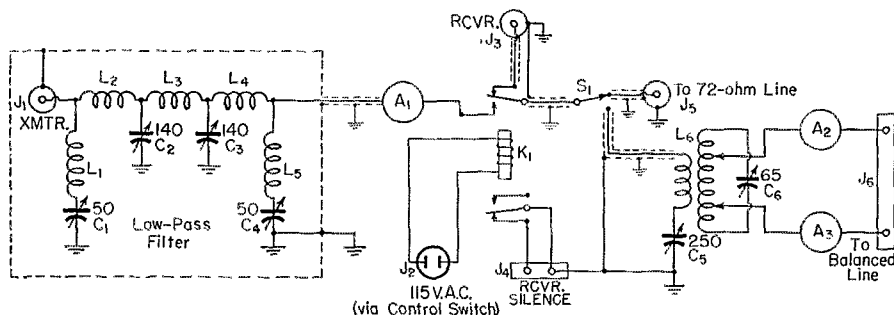 RCVR.
J3
J1
XMTR.
L2
L3
L4
140
C2
140
C3
L1
50
C1
L5
50
C4
Low-Pass
Filter
A1
S1
To 72-ohm Line
J5
K1
L6
65
C6
250
C5
A2
A3
J6
To
Balanced
Line
J2
115 V.A.C.
(via Control Switch)
J4
RCVR.
SILENCE